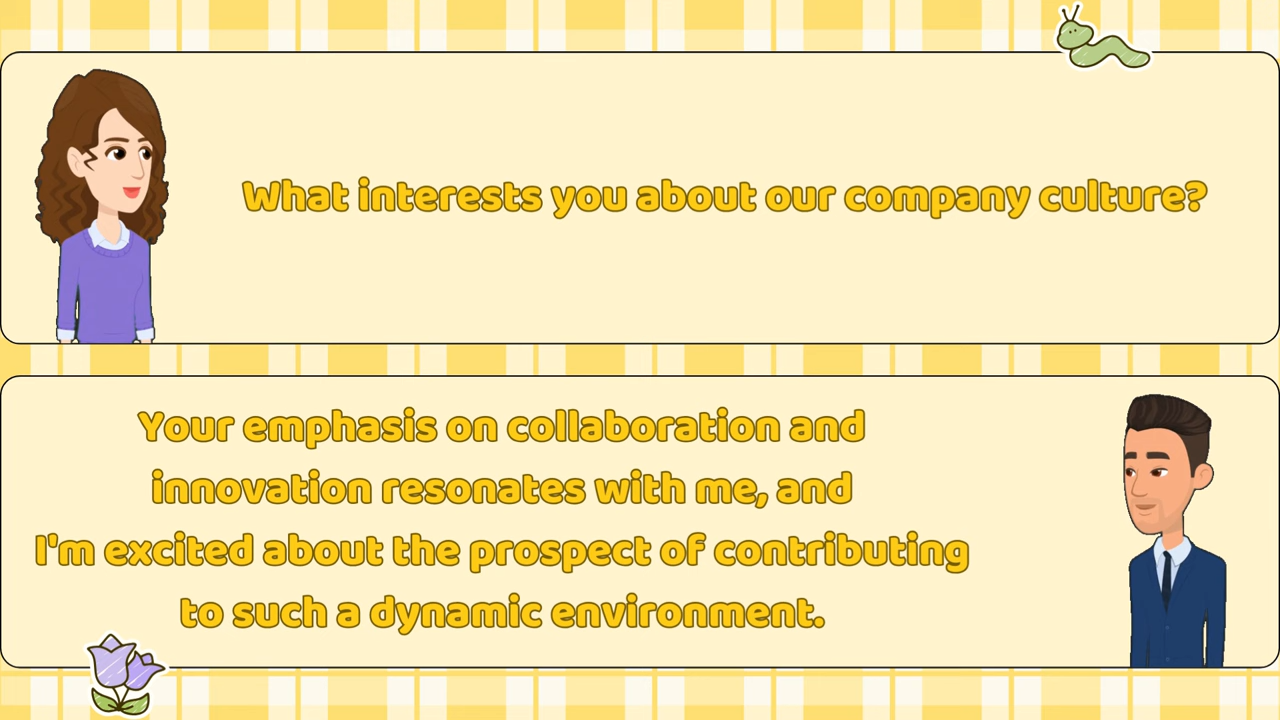 What interests you about our company culture?
Your emphasis on collaboration and
innovation resonates with me, and
I'm excited about the prospect of contributing
to such a dynamic environment.